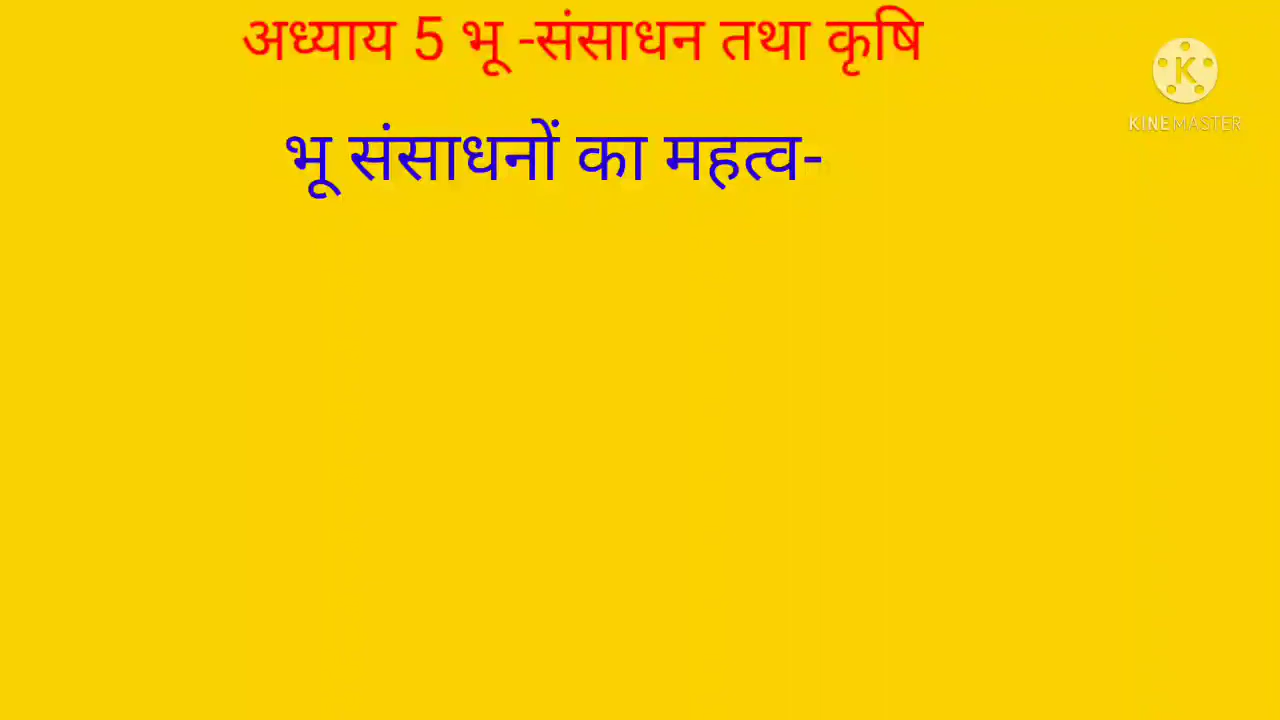 अध्याय 5 भू -संसाधन तथा कृषि
भू संसाधनों का महत्व-
K
KINEMASTER